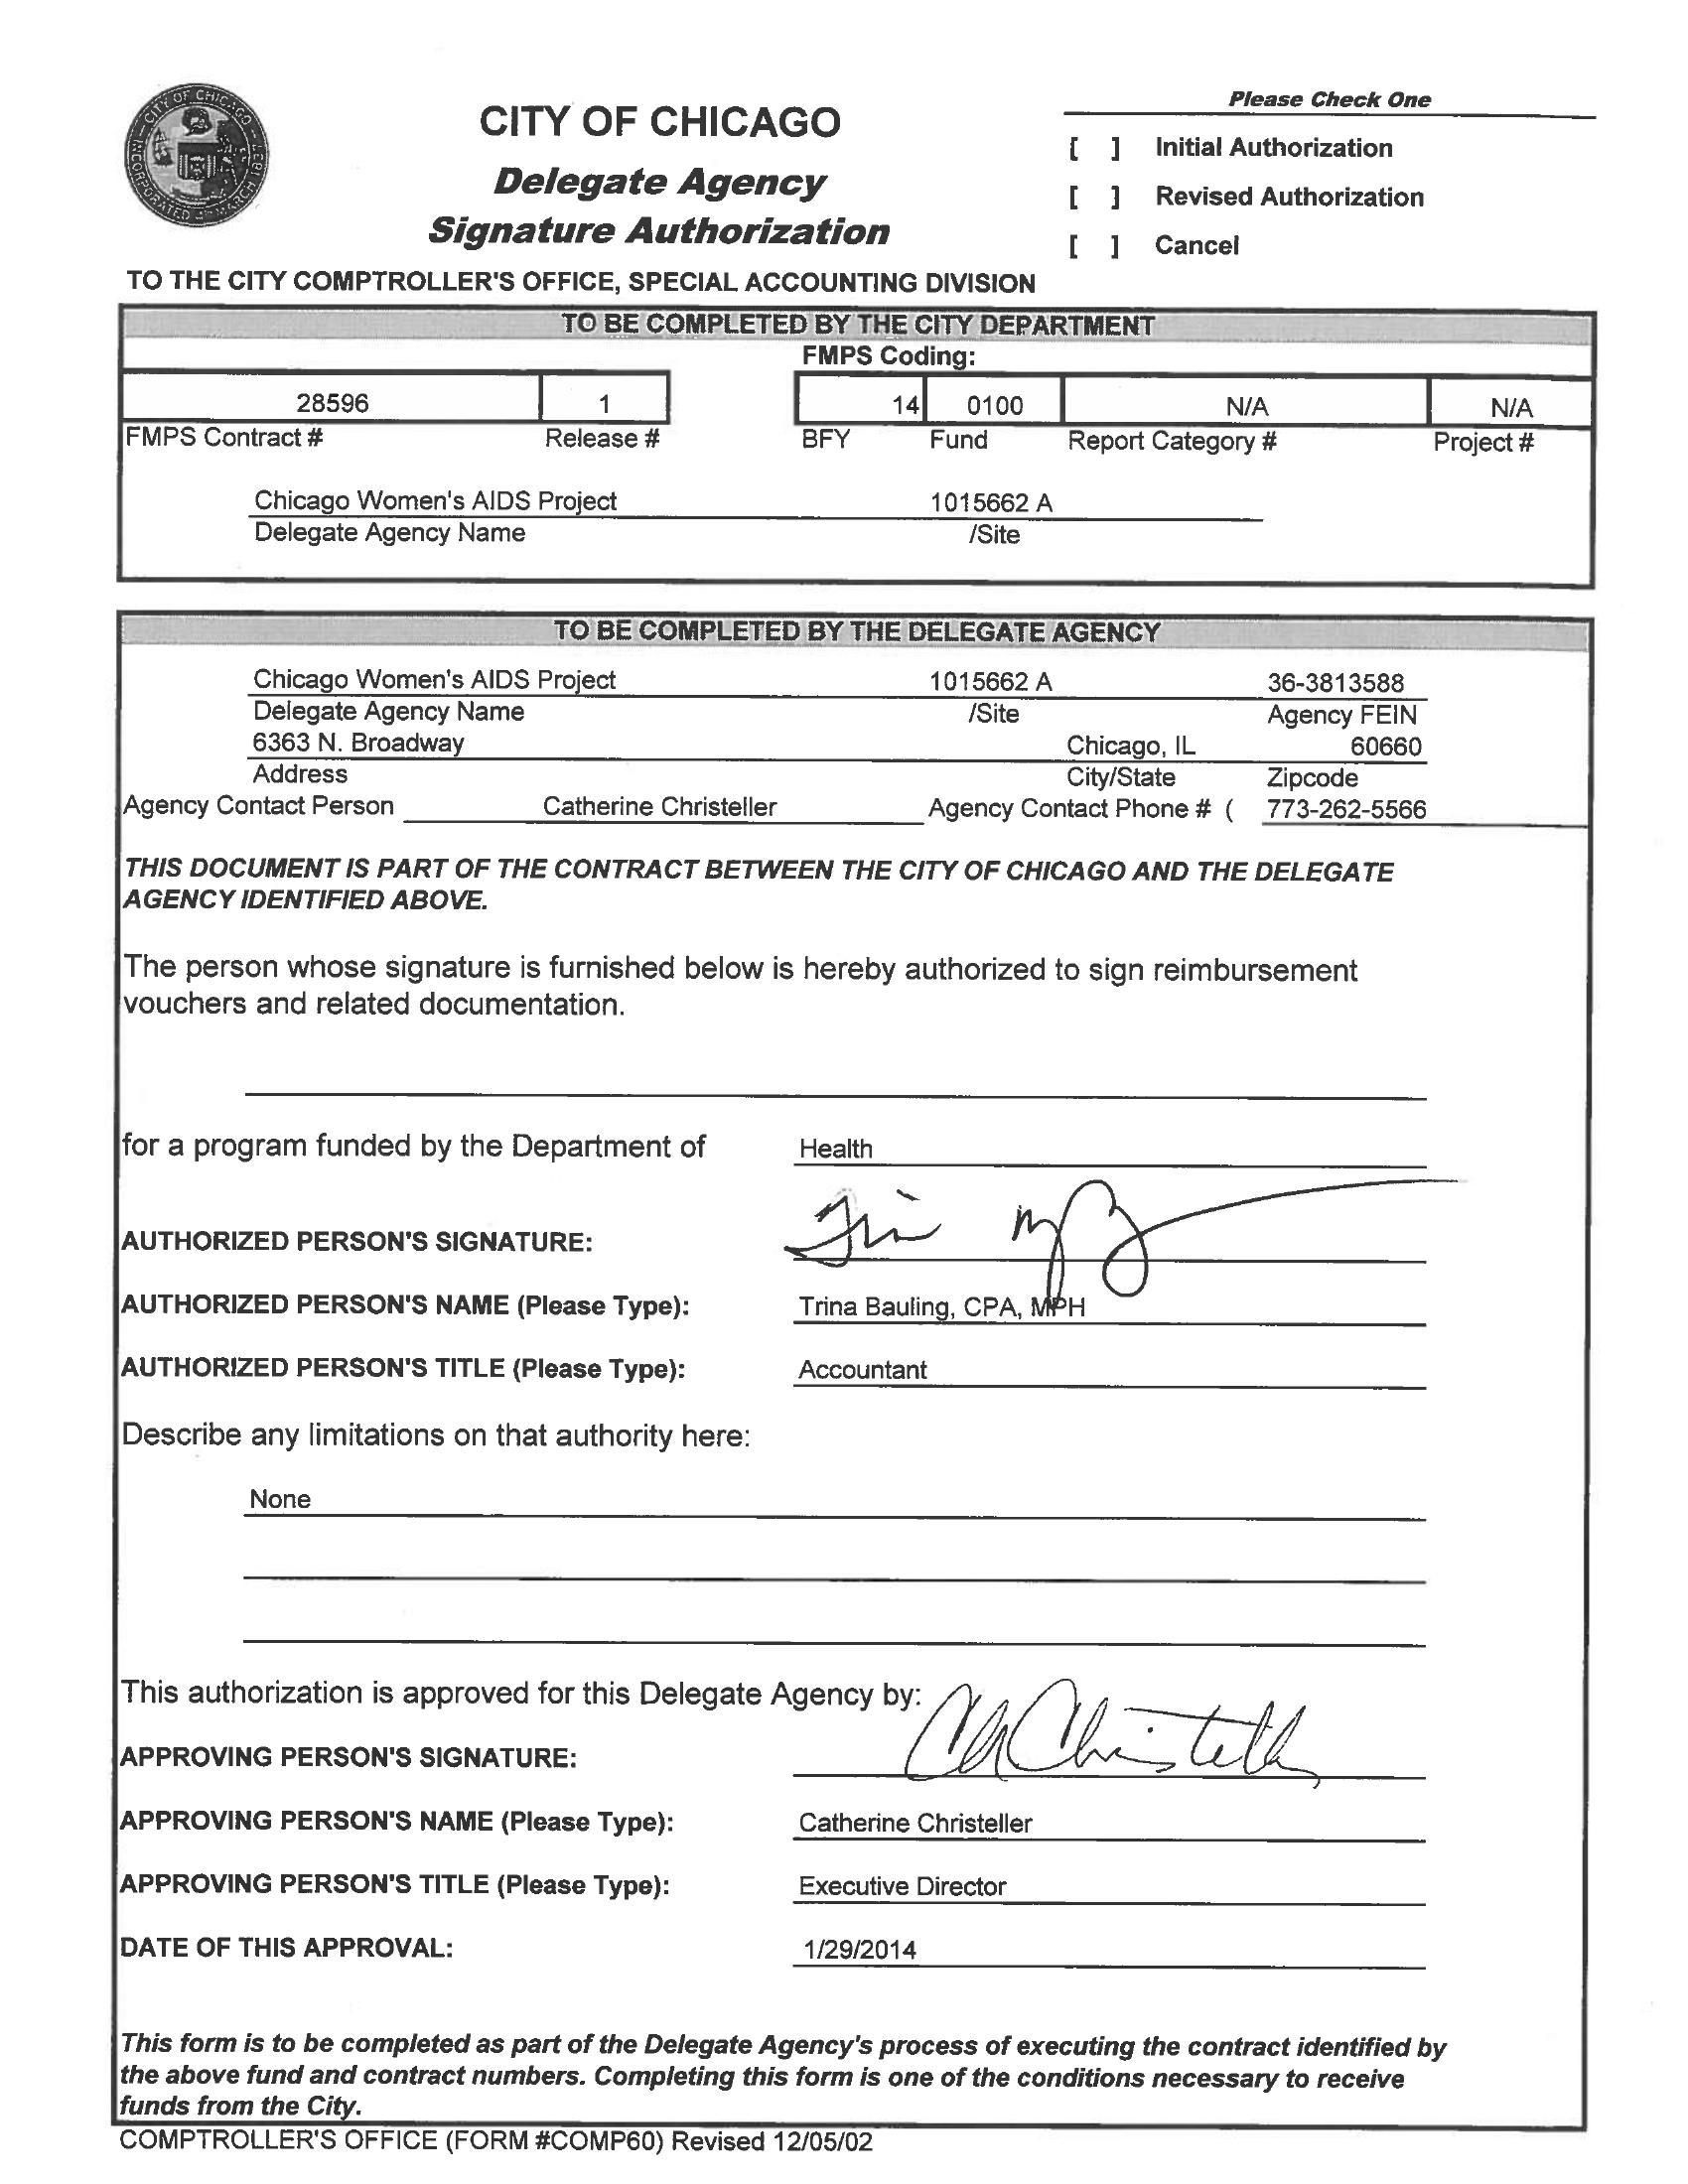 CITY OF CHICAGO INCORPORATED 4TH MARCH 1837
CITY OF CHICAGO
Delegate Agency
Signature Authorization
Please Check One
[ ] Initial Authorization
[ ] Revised Authorization
[ ] Cancel
TO THE CITY COMPTROLLER'S OFFICE, SPECIAL ACCOUNTING DIVISION
TO BE COMPLETED BY THE CITY DEPARTMENT
FMPS Coding:
28596 1 14 0100 N/A N/A
FMPS Contract # Release # BFY Fund Report Category # Project #
Chicago Women's AIDS Project 1015662 A
Delegate Agency Name /Site
TO BE COMPLETED BY THE DELEGATE AGENCY
Chicago Women's AIDS Project 1015662 A 36-3813588
Delegate Agency Name /Site Agency FEIN
6363 N. Broadway Chicago, IL 60660
Address City/State Zipcode
Agency Contact Person Catherine Christeller Agency Contact Phone # ( 773-262-5566
THIS DOCUMENT IS PART OF THE CONTRACT BETWEEN THE CITY OF CHICAGO AND THE DELEGATE
AGENCY IDENTIFIED ABOVE.
The person whose signature is furnished below is hereby authorized to sign reimbursement
vouchers and related documentation.
for a program funded by the Department of Health
AUTHORIZED PERSON'S SIGNATURE:
AUTHORIZED PERSON'S NAME (Please Type): Trina Bauling, CPA, MPH
AUTHORIZED PERSON'S TITLE (Please Type): Accountant
Describe any limitations on that authority here:
None
This authorization is approved for this Delegate Agency by:
APPROVING PERSON'S SIGNATURE:
APPROVING PERSON'S NAME (Please Type): Catherine Christeller
APPROVING PERSON'S TITLE (Please Type): Executive Director
DATE OF THIS APPROVAL: 1/29/2014
This form is to be completed as part of the Delegate Agency's process of executing the contract identified by
the above fund and contract numbers. Completing this form is one of the conditions necessary to receive
funds from the City.
COMPTROLLER'S OFFICE (FORM #COMP60) Revised 12/05/02